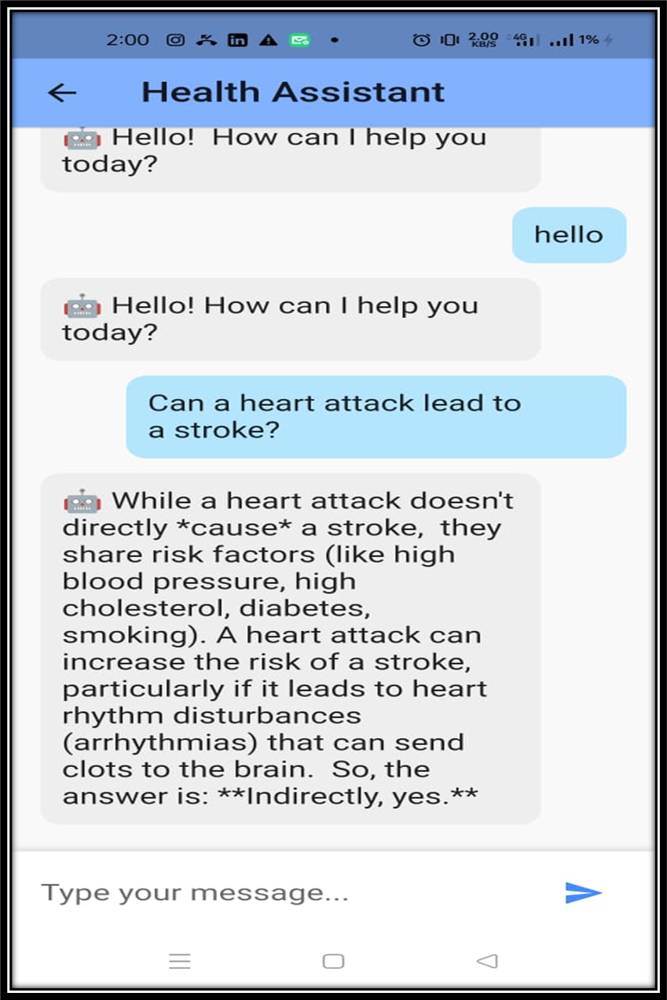 2:00 in 2.00 KB/S 4G 1%
Health Assistant
Hello!  How can I help you
today?
hello
Hello! How can I help you
today?
Can a heart attack lead to
a stroke?
While a heart attack doesn't
directly *cause* a stroke,  they
share risk factors (like high
blood pressure, high
cholesterol, diabetes,
smoking). A heart attack can
increase the risk of a stroke,
particularly if it leads to heart
rhythm disturbances
(arrhythmias) that can send
clots to the brain.  So, the
answer is: **Indirectly, yes.**
Type your message...